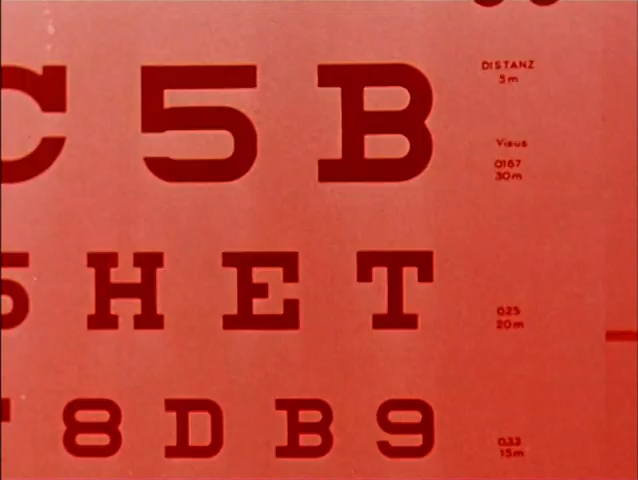 DISTANZ
5m
C5B
Visus
0167
30m
5HET
025
20m
8DB9
033
15m